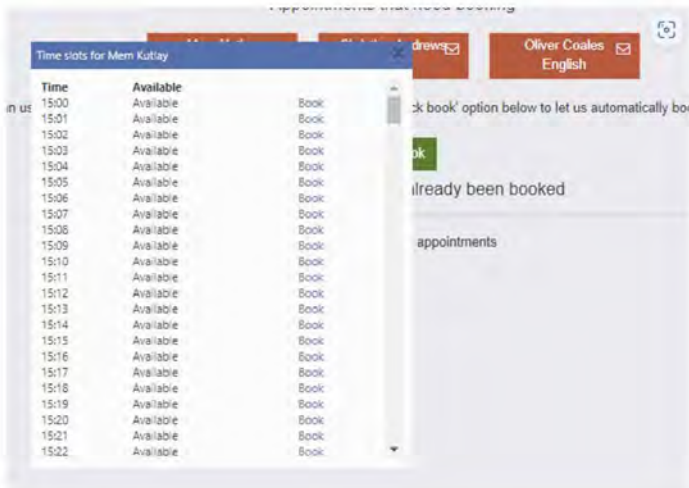 Appointments that need booking
Oliver Coales
English
Time slots for Mem Kutlay
Time Available
15:00 Available Book
15:01 Available Book
15:02 Available Book
15:03 Available Book
15:04 Available Book
15:05 Available Book
15:06 Available Book
15:07 Available Book
15:08 Available Book
15:09 Available Book
15:10 Available Book
15:11 Available Book
15:12 Available Book
15:13 Available Book
15:14 Available Book
15:15 Available Book
15:16 Available Book
15:17 Available Book
15:18 Available Book
15:19 Available Book
15:20 Available Book
15:21 Available Book
15:22 Available Book
book' option below to let us automatically
already been booked
appointments